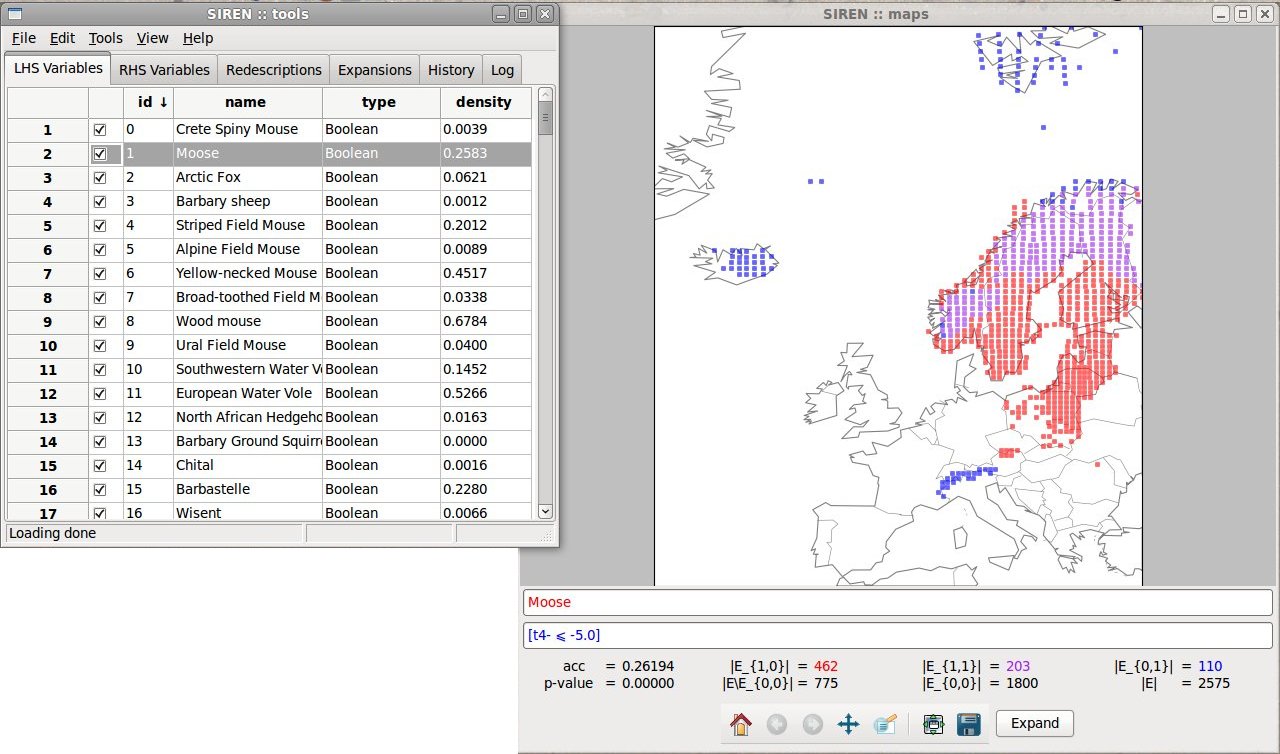 SIREN :: tools
File Edit Tools View Help
LHS Variables RHS Variables Redescriptions Expansions History Log
id ↓ name type density
1 0 Crete Spiny Mouse Boolean 0.0039
2 1 Moose Boolean 0.2583
3 2 Arctic Fox Boolean 0.0621
4 3 Barbary sheep Boolean 0.0012
5 4 Striped Field Mouse Boolean 0.2012
6 5 Alpine Field Mouse Boolean 0.0089
7 6 Yellow-necked Mouse Boolean 0.4517
8 7 Broad-toothed Field M Boolean 0.0338
9 8 Wood mouse Boolean 0.6784
10 9 Ural Field Mouse Boolean 0.0400
11 10 Southwestern Water V Boolean 0.1452
12 11 European Water Vole Boolean 0.5266
13 12 North African Hedgeho Boolean 0.0163
14 13 Barbary Ground Squirr Boolean 0.0000
15 14 Chital Boolean 0.0016
16 15 Barbastelle Boolean 0.2280
17 16 Wisent Boolean 0.0066
Loading done
SIREN :: maps
Moose
[t4- ⩽ -5.0]
acc = 0.26194 |E_{1,0}| = 462 |E_{1,1}| = 203 |E_{0,1}| = 110
p-value = 0.00000 |E\E_{0,0}| = 775 |E_{0,0}| = 1800 |E| = 2575
Expand